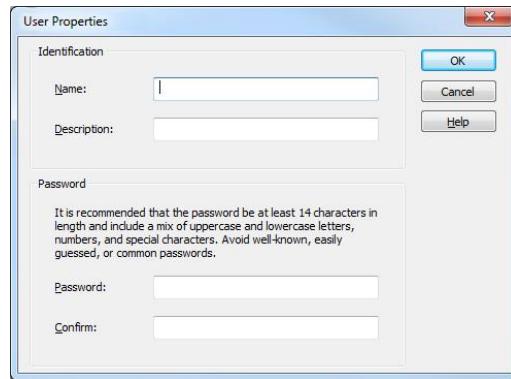 User Properties
Identification
OK
Name:
Cancel
Description:
Help
Password
It is recommended that the password be at least 14 characters in
length and include a mix of uppercase and lowercase letters,
numbers, and special characters. Avoid well-known, easily
guessed, or common passwords.
Password:
Confirm: